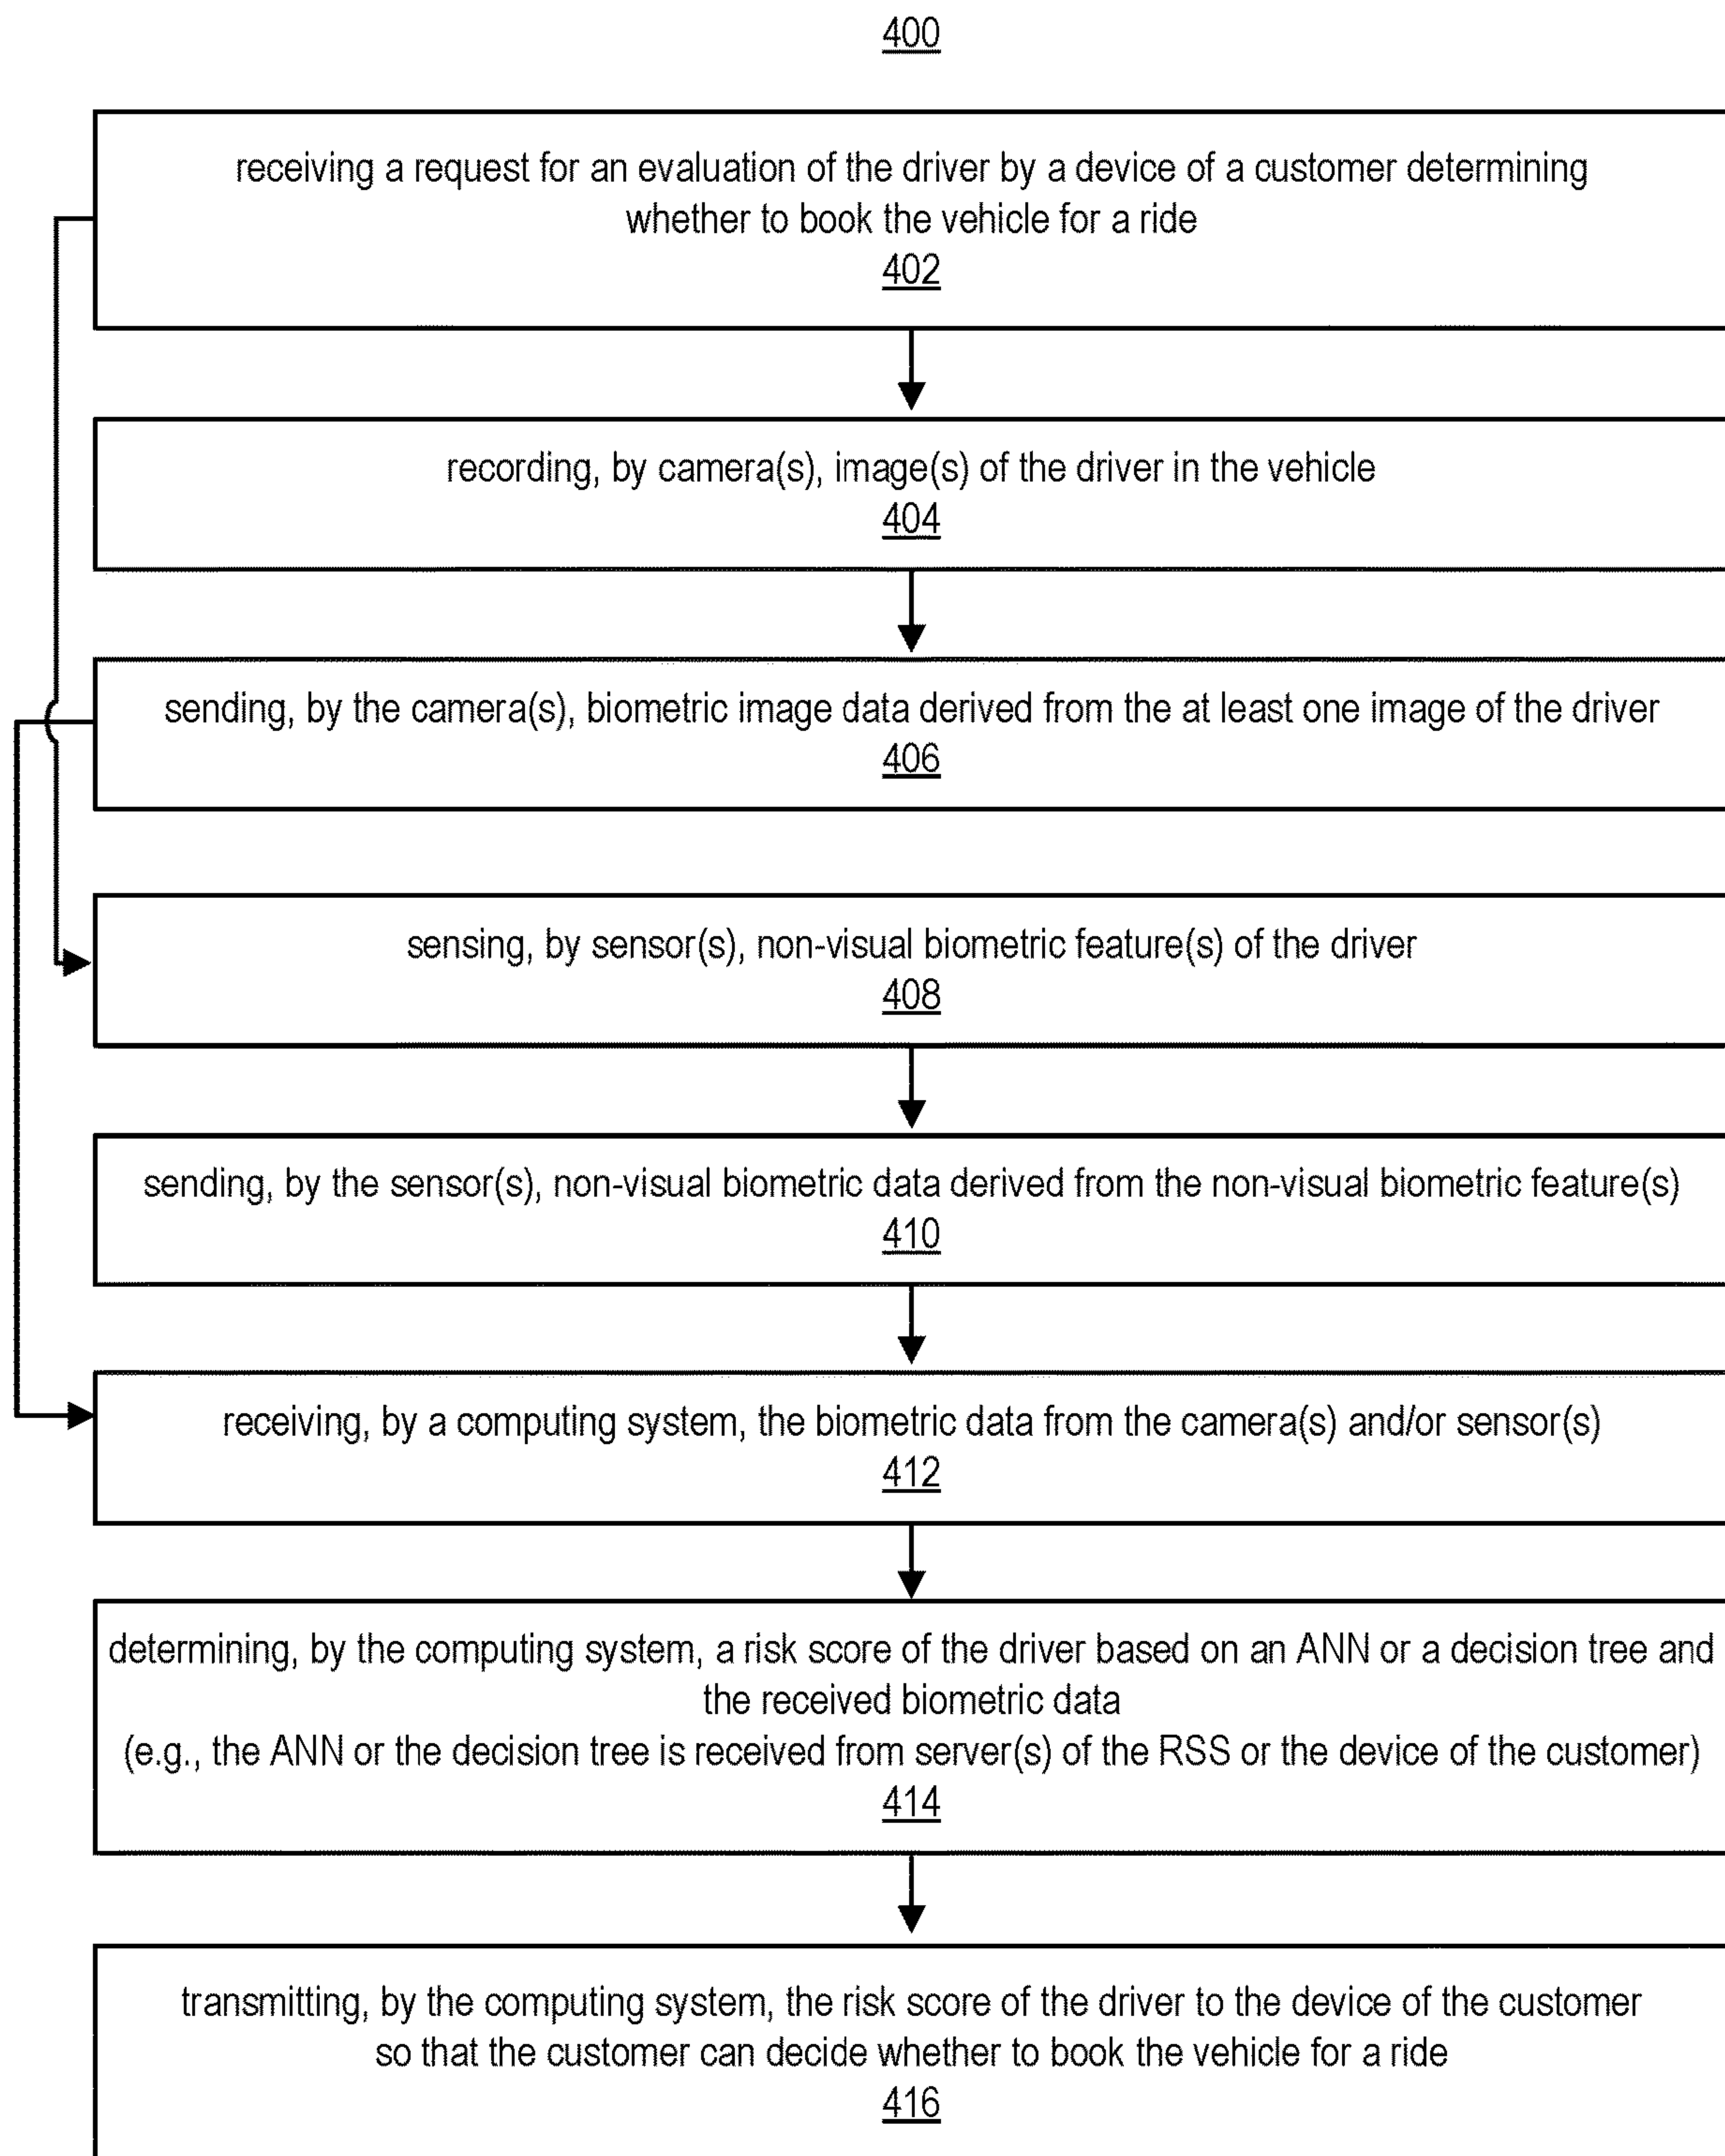 400
receiving a request for an evaluation of the driver by a device of a customer determining
whether to book the vehicle for a ride
402
recording, by camera(s), image(s) of the driver in the vehicle
404
sending, by the camera(s), biometric image data derived from the at least one image of the driver
406
sensing, by sensor(s), non-visual biometric feature(s) of the driver
408
sending, by the sensor(s), non-visual biometric data derived from the non-visual biometric feature(s)
410
receiving, by a computing system, the biometric data from the camera(s) and/or sensor(s)
412
determining, by the computing system, a risk score of the driver based on an ANN or a decision tree and
the received biometric data
(e.g., the ANN or the decision tree is received from server(s) of the RSS or the device of the customer)
414
transmitting, by the computing system, the risk score of the driver to the device of the customer
so that the customer can decide whether to book the vehicle for a ride
416